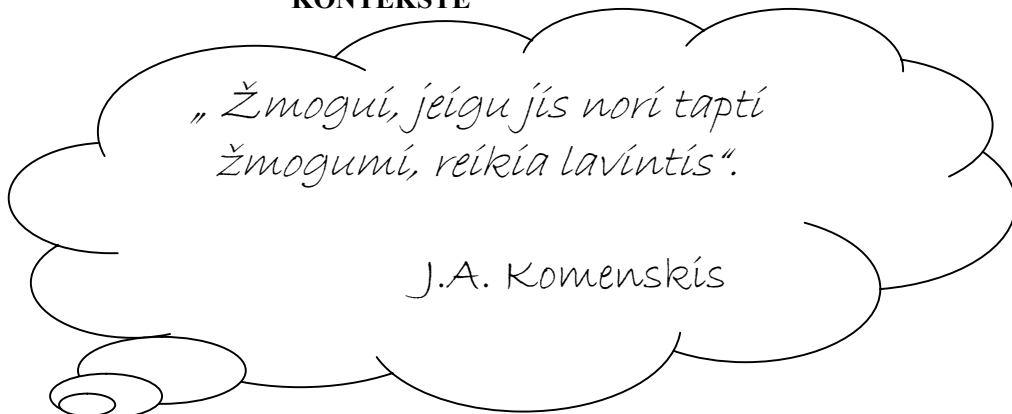 KONTEKSTE
„ Žmogui, jeigu jis nori tapti
žmogumi, reikia lavintis“.
J.A. Komenskis